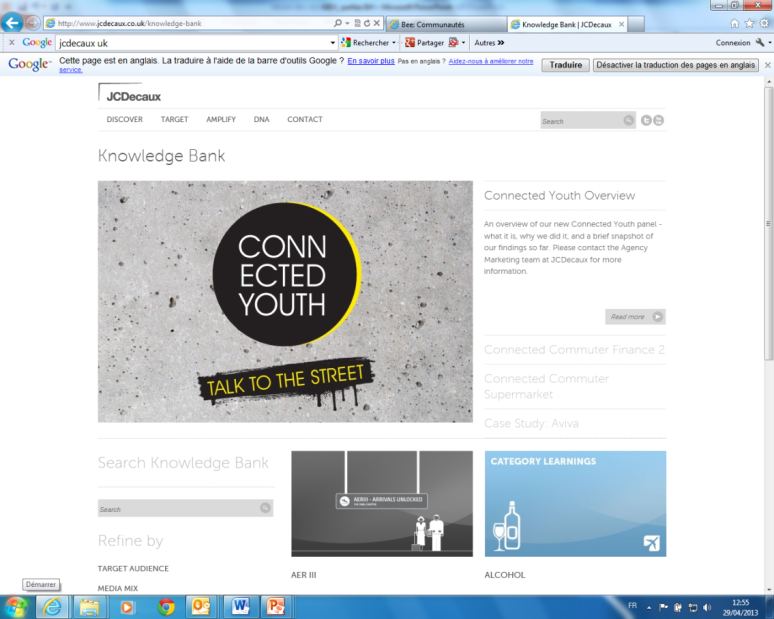 http://www.jcdecaux.co.uk/knowledge-bank
Bee: Communautés
Knowledge Bank | JCDecaux
Google
jcdecaux uk
Rechercher
Partager
Autres »
Connexion
Google
Cette page est en anglais. La traduire à l'aide de la barre d'outils Google ? En savoir plus Pas en anglais ? Aidez-nous à améliorer notre
service.
Traduire
Désactiver la traduction des pages en anglais
JCDecaux
DISCOVER TARGET AMPLIFY DNA CONTACT
Search
Knowledge Bank
CONN
ECTED
YOUTH
TALK TO THE STREET
Connected Youth Overview
An overview of our new Connected Youth panel -
what it is, why we did it, and a brief snapshot of
our findings so far. Please contact the Agency
Marketing team at JCDecaux for more
information.
Read more
Connected Commuter Finance 2
Connected Commuter
Supermarket
Case Study: Aviva
Search Knowledge Bank
Search
Refine by
TARGET AUDIENCE
MEDIA MIX
AERIII - ARRIVALS UNLOCKED
AER III
CATEGORY LEARNINGS
ALCOHOL
Démarrer
FR
12:55
29/04/2013